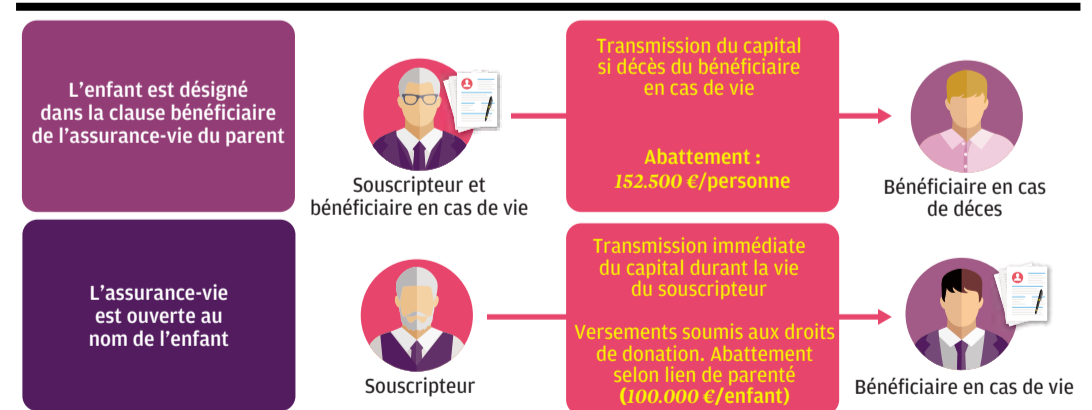 L'enfant est désigné
dans la clause bénéficiaire
de l'assurance-vie du parent
Souscripteur et
bénéficiaire en cas de vie
Transmission du capital
si décès du bénéficiaire
en cas de vie
Abattement :
152.500 €/personne
Bénéficiaire en cas
de déces
L'assurance-vie
est ouverte au
nom de l'enfant
Souscripteur
Transmission immédiate
du capital durant la vie
du souscripteur
Versements soumis aux droits
de donation. Abattement
selon lien de parenté
(100.000 €/enfant)
Bénéficiaire en cas de vie